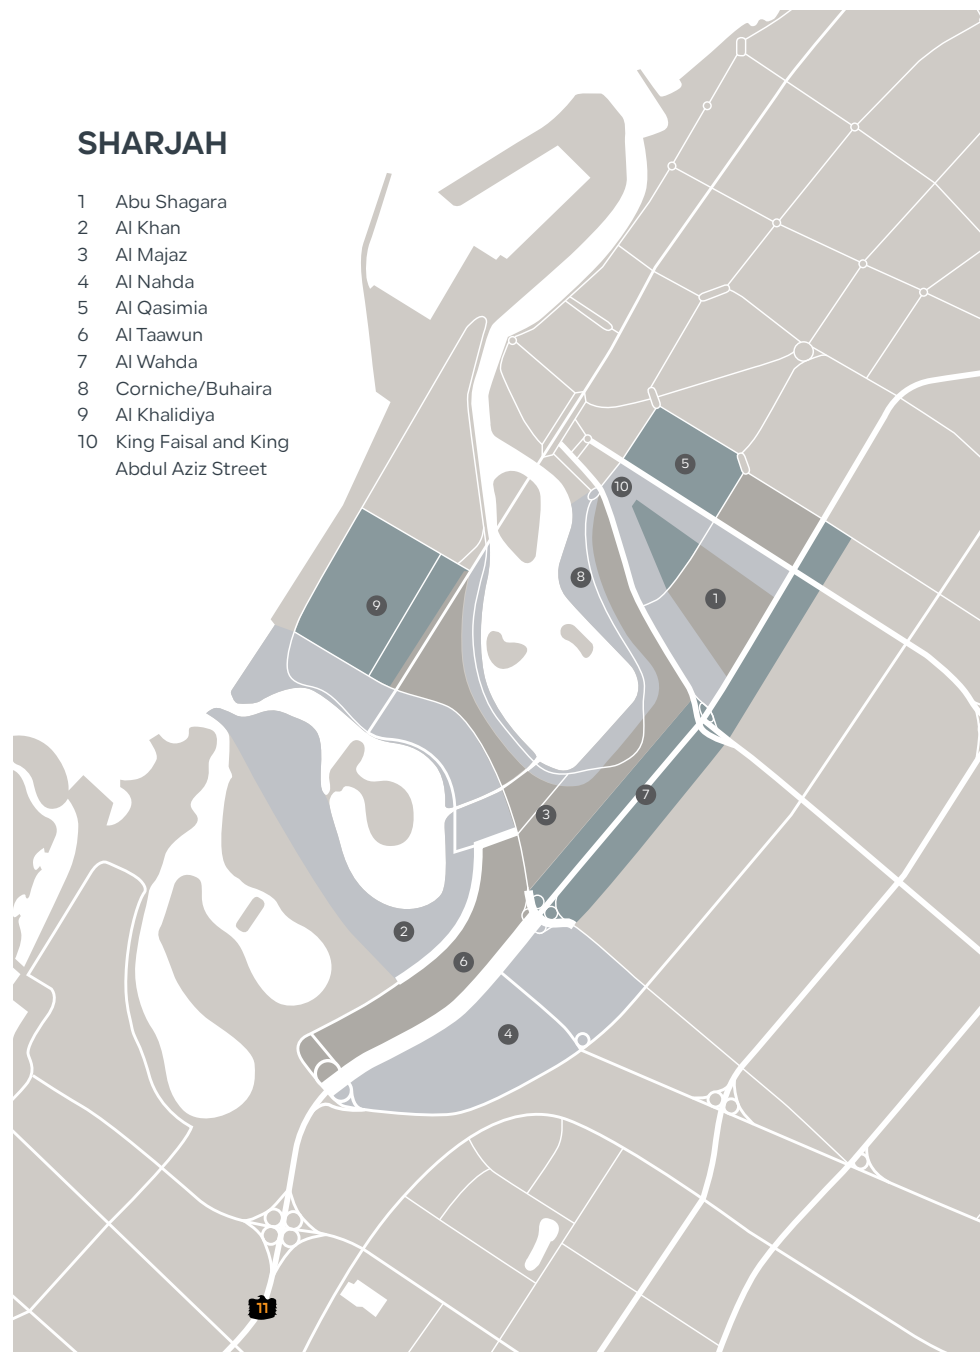 SHARJAH
1 Abu Shagara
2 Al Khan
3 Al Majaz
4 Al Nahda
5 Al Qasimia
6 Al Taawun
7 Al Wahda
8 Corniche/Buhaira
9 Al Khalidiya
10 King Faisal and King
Abdul Aziz Street
5
10
8
1
9
7
3
2
6
4
11